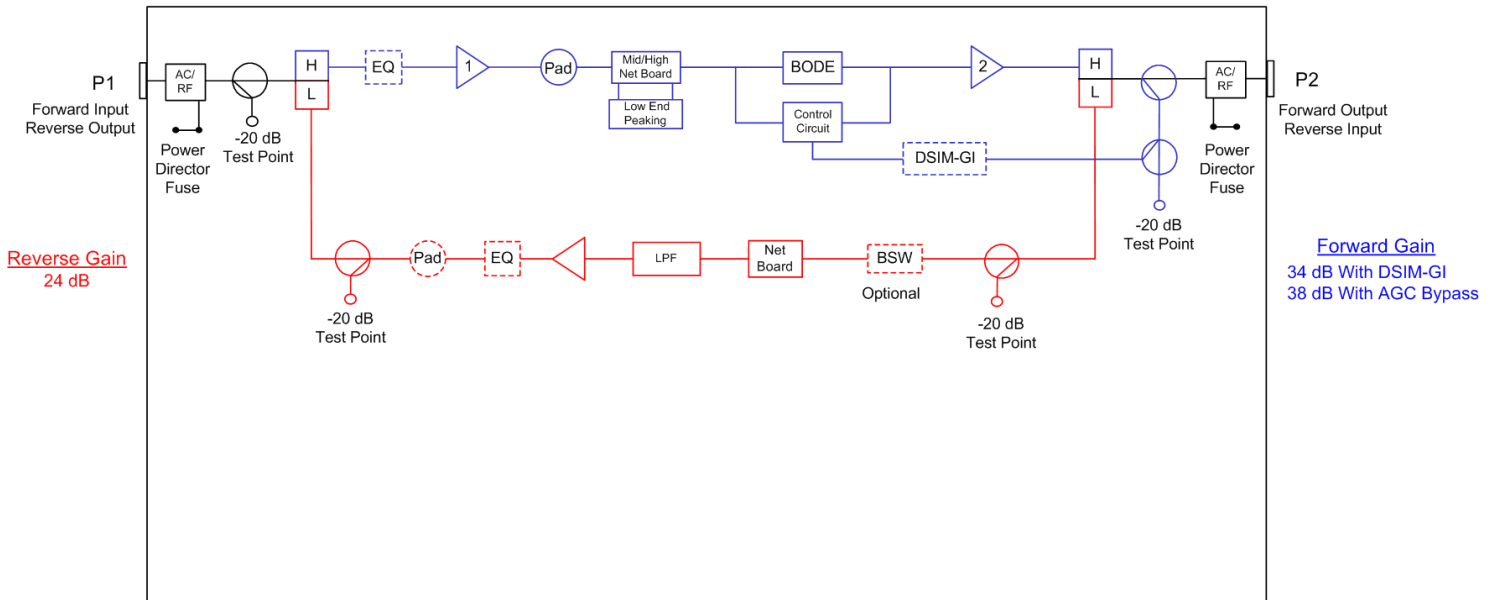 P1
Forward Input
Reverse Output
AC/
RF
Power
Director
Fuse
-20 dB
Test Point
H
L
EQ
1
Pad
Mid/High
Net Board
Low End
Peaking
BODE
Control
Circuit
DSIM-GI
2
H
L
-20 dB
Test Point
AC/
RF
Power
Director
Fuse
P2
Forward Output
Reverse Input
Reverse Gain
24 dB
-20 dB
Test Point
Pad
EQ
LPF
Net
Board
BSW
Optional
-20 dB
Test Point
Forward Gain
34 dB With DSIM-GI
38 dB With AGC Bypass